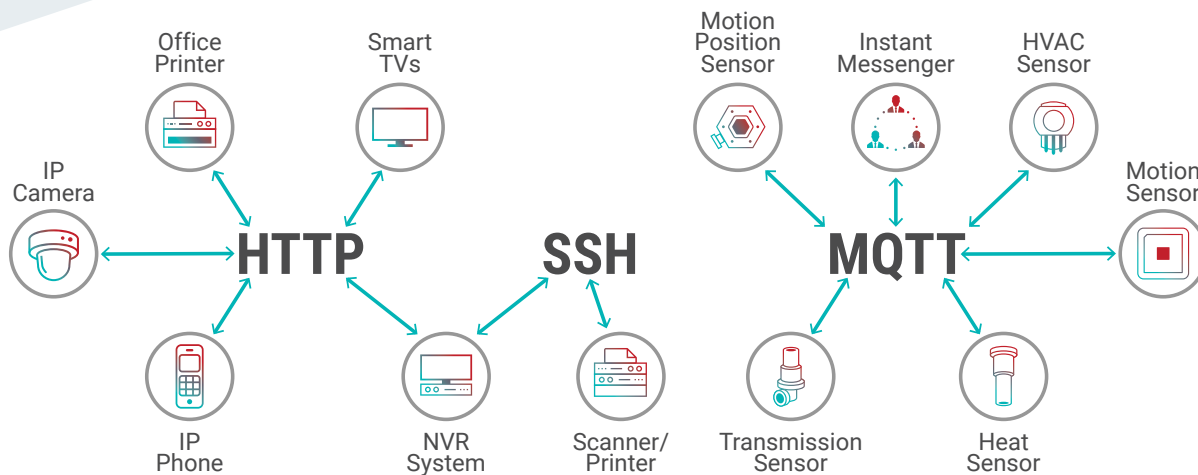 Office
Printer
Smart
TVs
Motion
Position
Sensor
Instant
Messenger
HVAC
Sensor
IP
Camera
Motion
Sensor
HTTP
SSH
MQTT
IP
Phone
NVR
System
Scanner/
Printer
Transmission
Sensor
Heat
Sensor